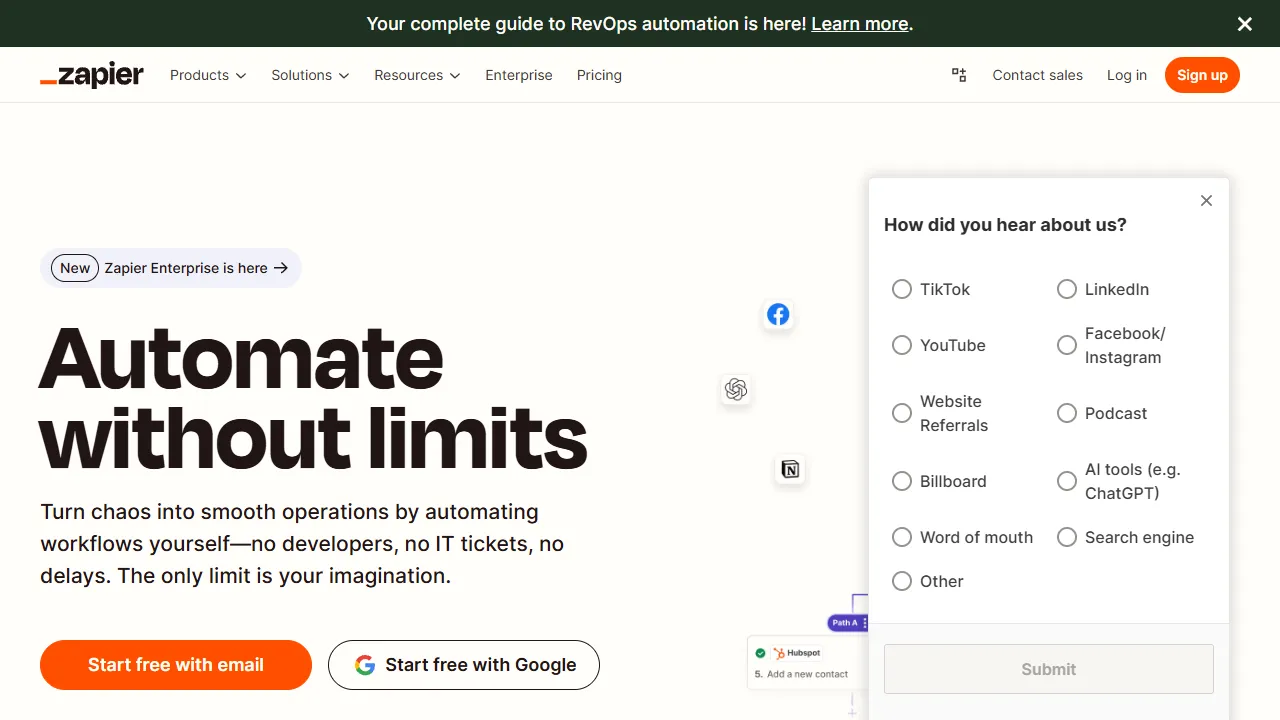 Your complete guide to RevOps automation is here! Learn more.
zapier
Products
Solutions
Resources
Enterprise
Pricing
Contact sales
Log in
Sign up
New
Zapier Enterprise is here
Automate
without limits
Turn chaos into smooth operations by automating
workflows yourself—no developers, no IT tickets, no
delays. The only limit is your imagination.
Start free with email
Start free with Google
Path A
Hubspot
5. Add a new contact
How did you hear about us?
TikTok
LinkedIn
YouTube
Facebook/
Instagram
Website
Referrals
Podcast
Billboard
AI tools (e.g.
ChatGPT)
Word of mouth
Search engine
Other
Submit